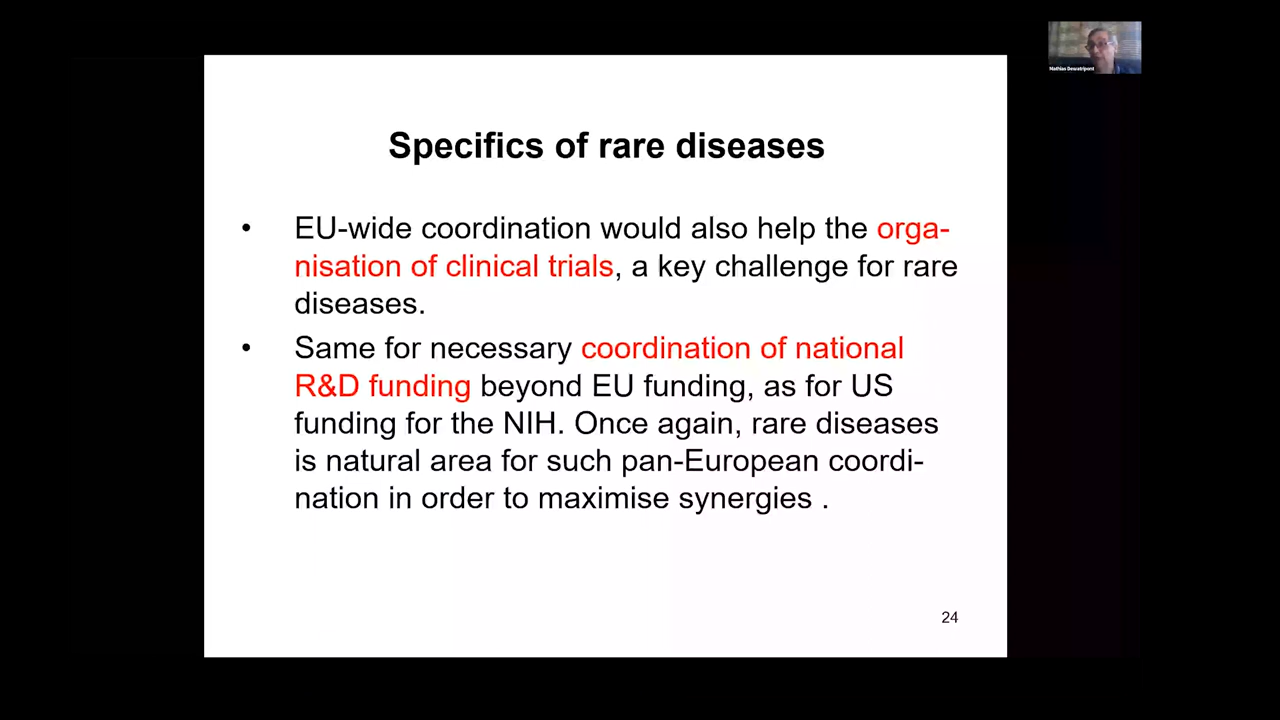 Mathias Dewatripont
Specifics of rare diseases
• EU-wide coordination would also help the orga-
nisation of clinical trials, a key challenge for rare
diseases.
• Same for necessary coordination of national
R&D funding beyond EU funding, as for US
funding for the NIH. Once again, rare diseases
is natural area for such pan-European coordi-
nation in order to maximise synergies .
24